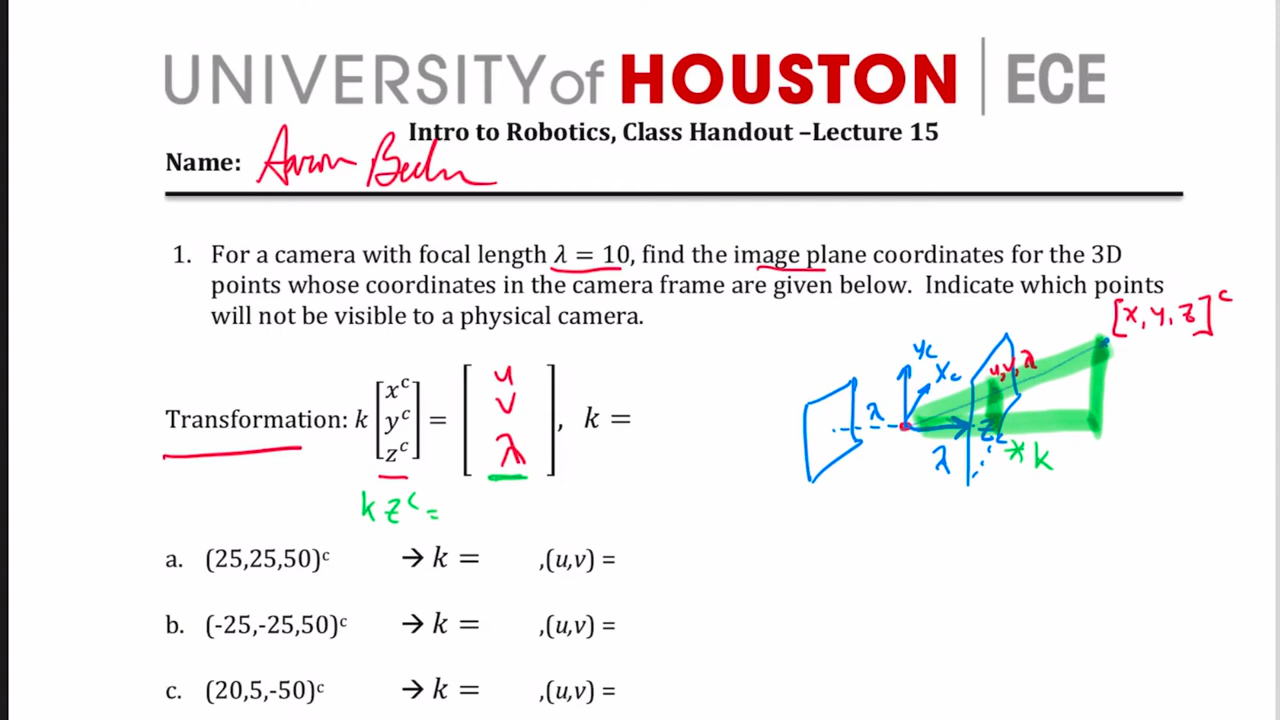 UNIVERSITY of HOUSTON | ECE
Intro to Robotics, Class Handout –Lecture 15
Name: Aaron Becker
1. For a camera with focal length λ = 10, find the image plane coordinates for the 3D
points whose coordinates in the camera frame are given below. Indicate which points
will not be visible to a physical camera.
[x, y, z]ᶜ
yc
xc
u, v, λ
λ
zc
λ
* k
Transformation: k [xᶜ yᶜ zᶜ] = [u v λ], k =
k zᶜ =
a. (25,25,50)ᶜ → k = ,(u,v) =
b. (-25,-25,50)ᶜ → k = ,(u,v) =
c. (20,5,-50)ᶜ → k = ,(u,v) =